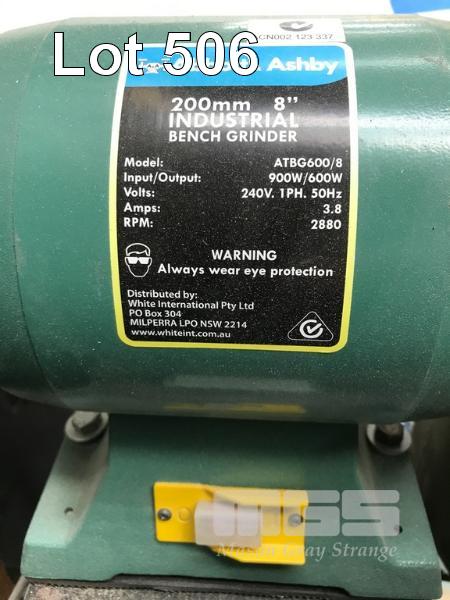 Lot 506
CN002 123 337
Ashby
200mm 8"
INDUSTRIAL
BENCH GRINDER
Model: ATBG600/8
Input/Output: 900W/600W
Volts: 240V. 1PH. 50Hz
Amps: 3.8
RPM: 2880
WARNING
Always wear eye protection
Distributed by:
White International Pty Ltd
PO Box 304
MILPERRA LPO NSW 2214
www.whiteint.com.au
MGS
Mason Gray Strange